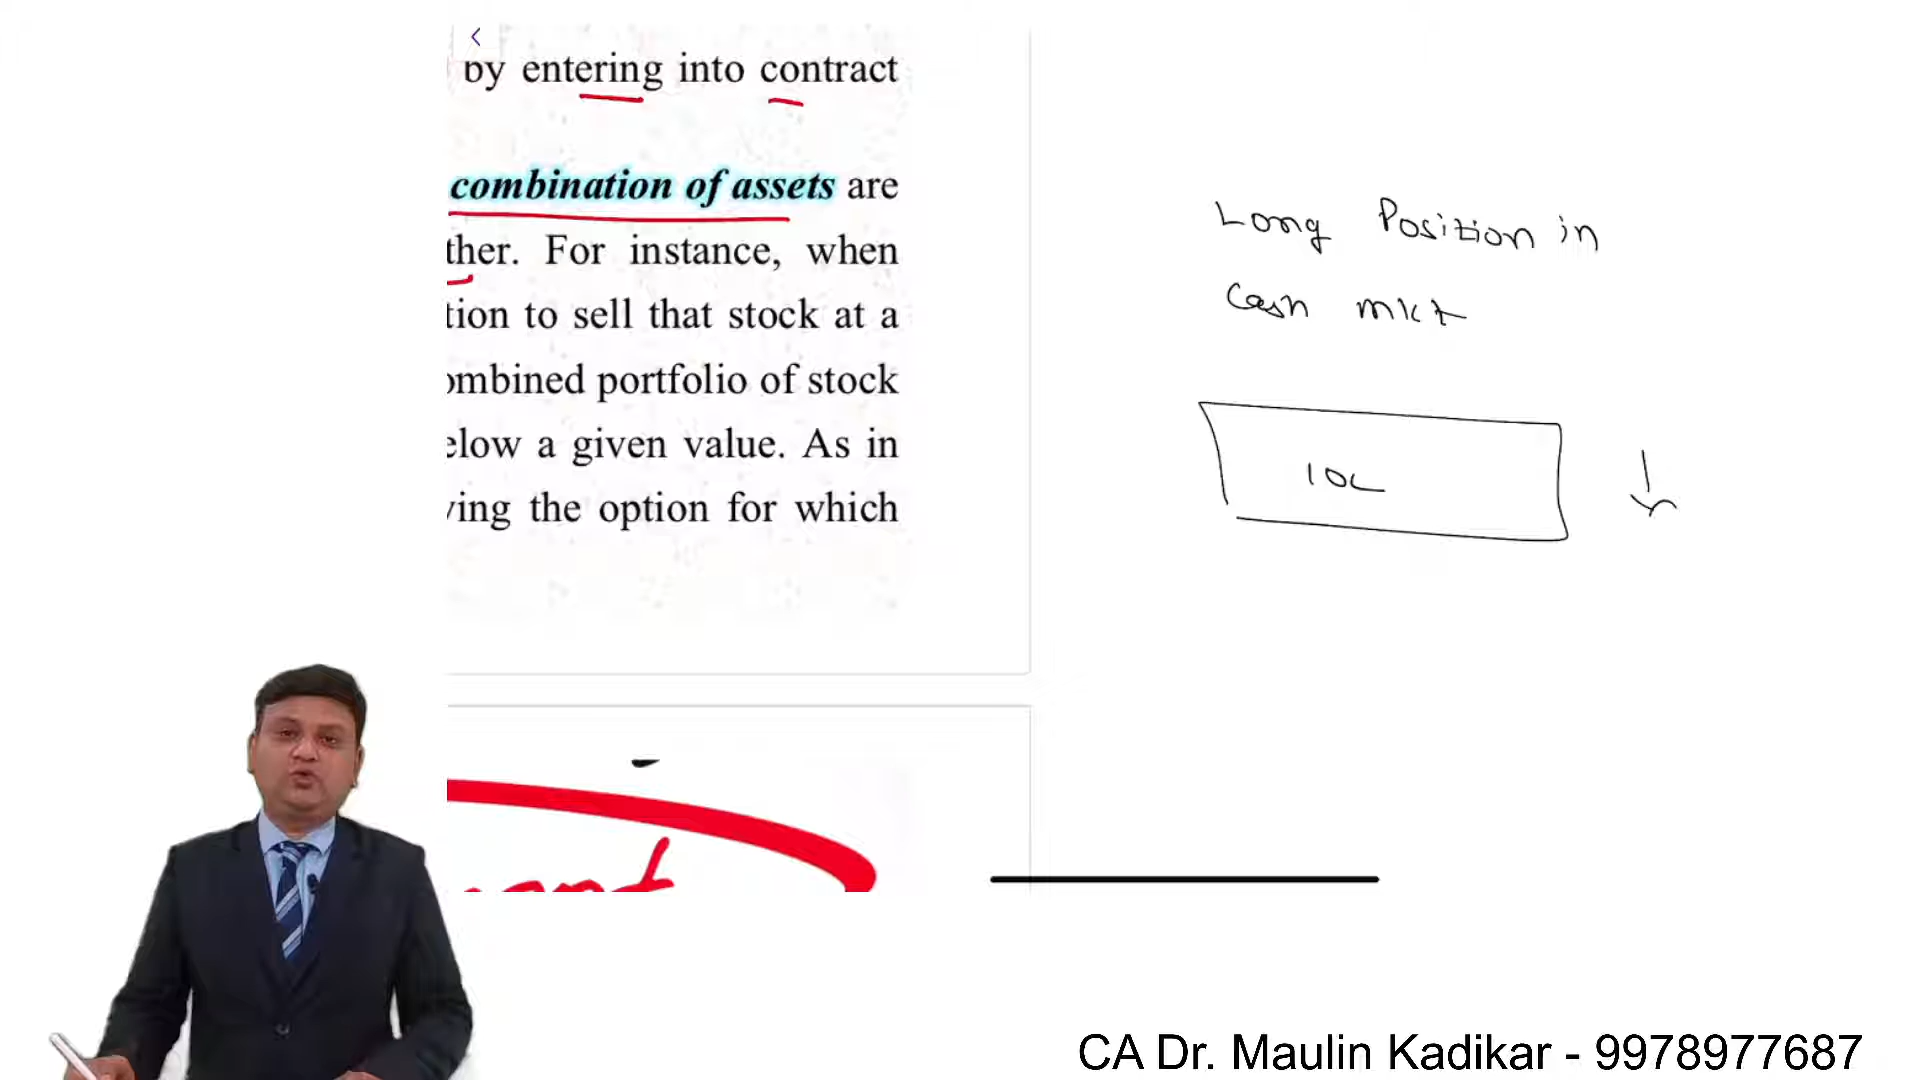 by entering into contract
combination of assets are
ther. For instance, when
tion to sell that stock at a
ombined portfolio of stock
elow a given value. As in
ving the option for which
Long Position in
Cash mkt
10L
CA Dr. Maulin Kadikar - 9978977687